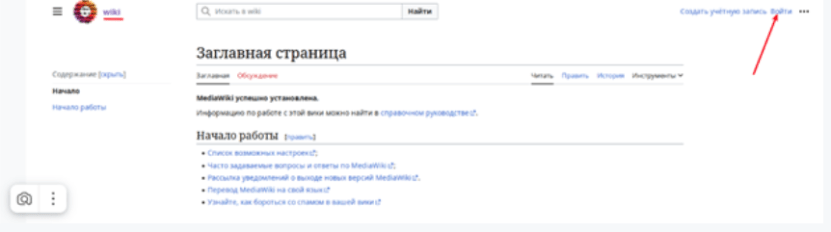 wiki
Искать в wiki
Найти
Создать учётную запись Войти
Заглавная страница
Содержание [скрыть]
Начало
Начало работы
Заглавная Обсуждение
Читать Править История Инструменты
MediaWiki успешно установлена.
Информацию по работе с этой вики можно найти в справочном руководстве.
Начало работы [править]
Список возможных настроек;
Часто задаваемые вопросы и ответы по MediaWiki;
Рассылка уведомлений о выходе новых версий MediaWiki.
Перевод MediaWiki на свой язык
Узнайте, как бороться со спамом в вашей вики